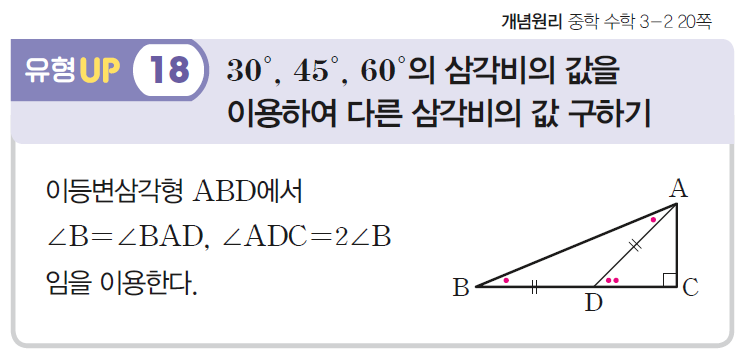 개념원리 중학 수학 3-2 20쪽
유형UP 18 30°, 45°, 60°의 삼각비의 값을
이용하여 다른 삼각비의 값 구하기
이등변삼각형 ABD에서
∠B=∠BAD, ∠ADC=2∠B
임을 이용한다.
A
B
D
C